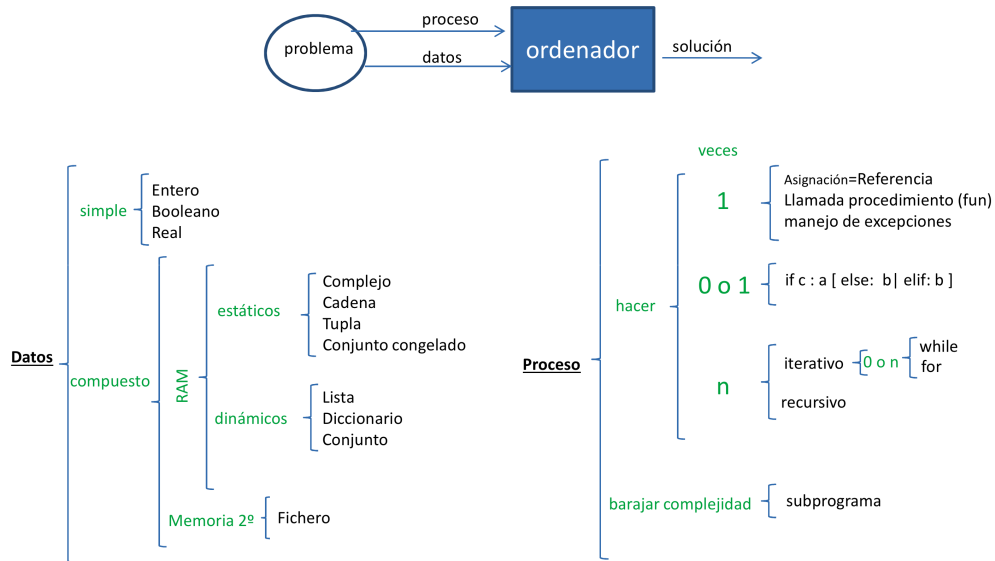 problema
proceso
datos
ordenador
solución
Datos
simple
Entero
Booleano
Real
compuesto
RAM
estáticos
Complejo
Cadena
Tupla
Conjunto congelado
dinámicos
Lista
Diccionario
Conjunto
Memoria 2º
Fichero
Proceso
hacer
veces
1
Asignación=Referencia
Llamada procedimiento (fun)
manejo de excepciones
0 o 1
if c : a [ else:  b| elif: b ]
n
iterativo
0 o n
while
for
recursivo
barajar complejidad
subprograma